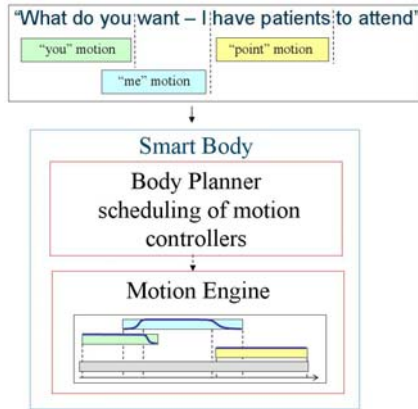 “What do you want – I have patients to attend”
“you” motion
“point” motion
“me” motion
Smart Body
Body Planner
scheduling of motion
controllers
Motion Engine